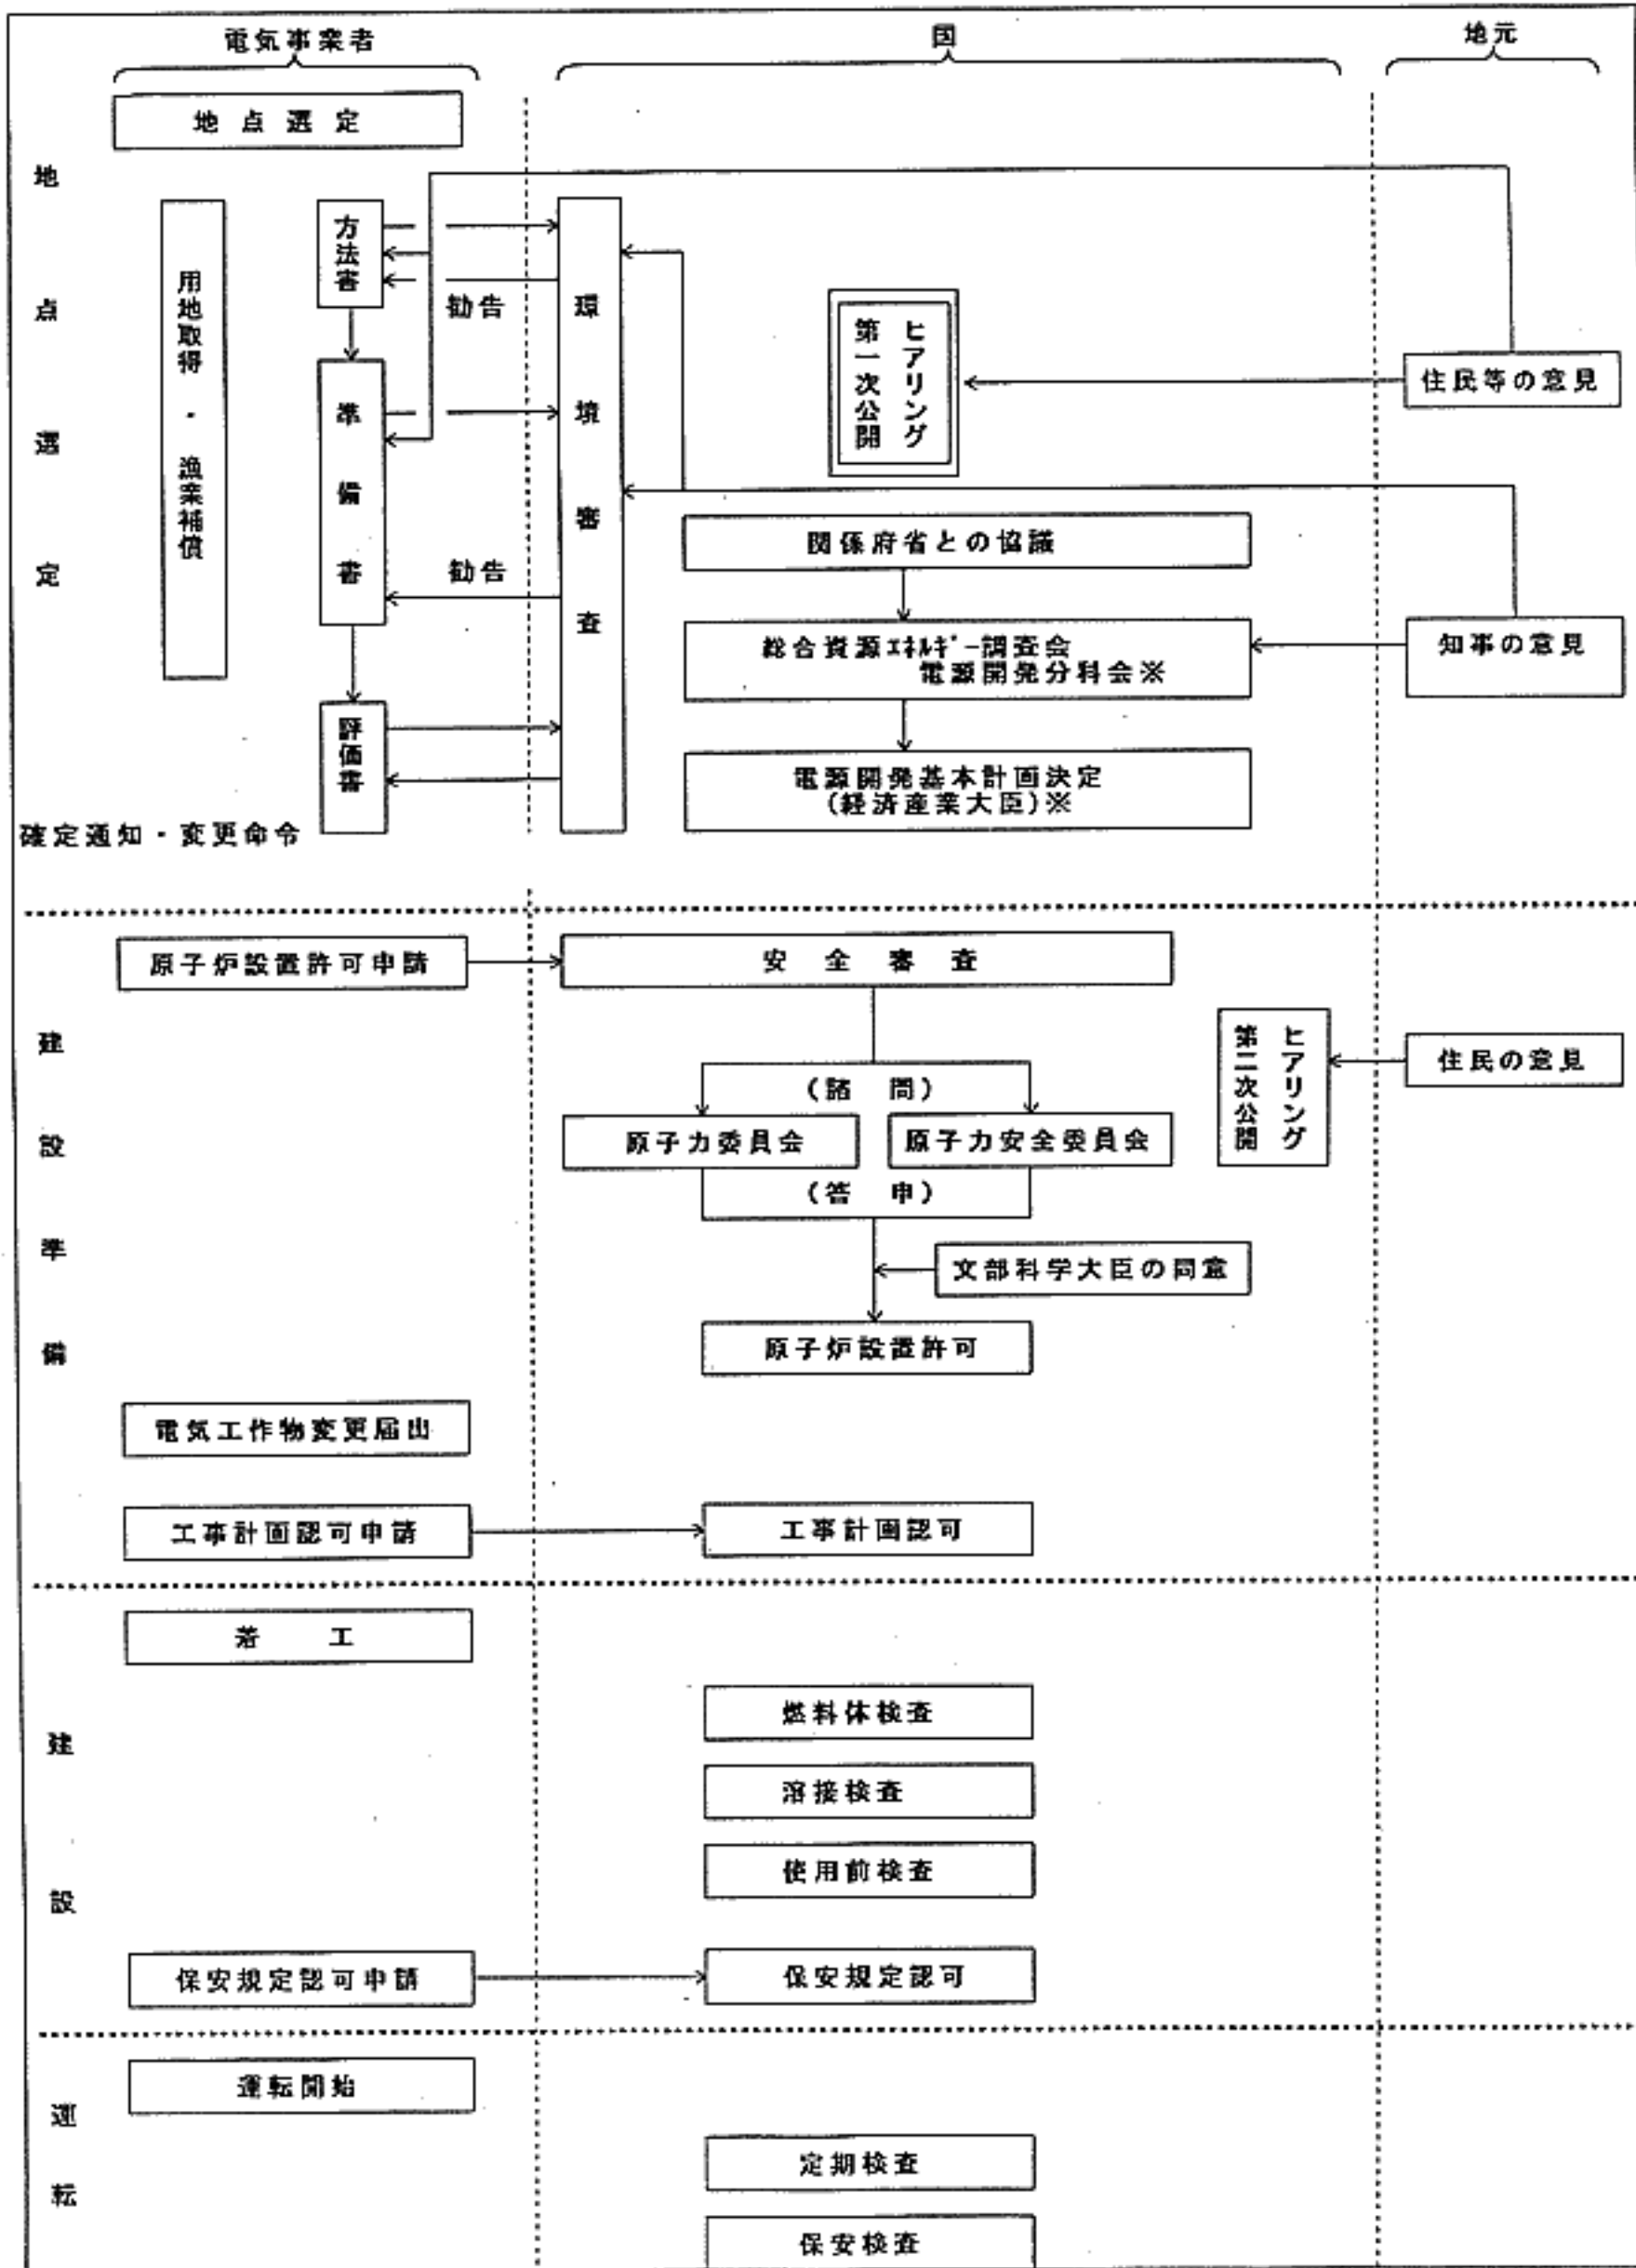 電気事業者
国
地元
地点選定
地点選定
用地取得・漁業補償
方法書
勧告
準備書
勧告
評価書
環境審査
第一次公開
ヒアリング
住民等の意見
関係府省との協議
総合資源ｴﾈﾙｷﾞｰ調査会
電源開発分科会※
知事の意見
電源開発基本計画決定
(経済産業大臣)※
確定通知・変更命令
建設準備
原子炉設置許可申請
安全審査
(諮問)
原子力委員会
原子力安全委員会
(答申)
第二次公開
ヒアリング
住民の意見
文部科学大臣の同意
原子炉設置許可
電気工作物変更届出
工事計画認可申請
工事計画認可
建設
着工
燃料体検査
溶接検査
使用前検査
保安規定認可申請
保安規定認可
運転
運転開始
定期検査
保安検査